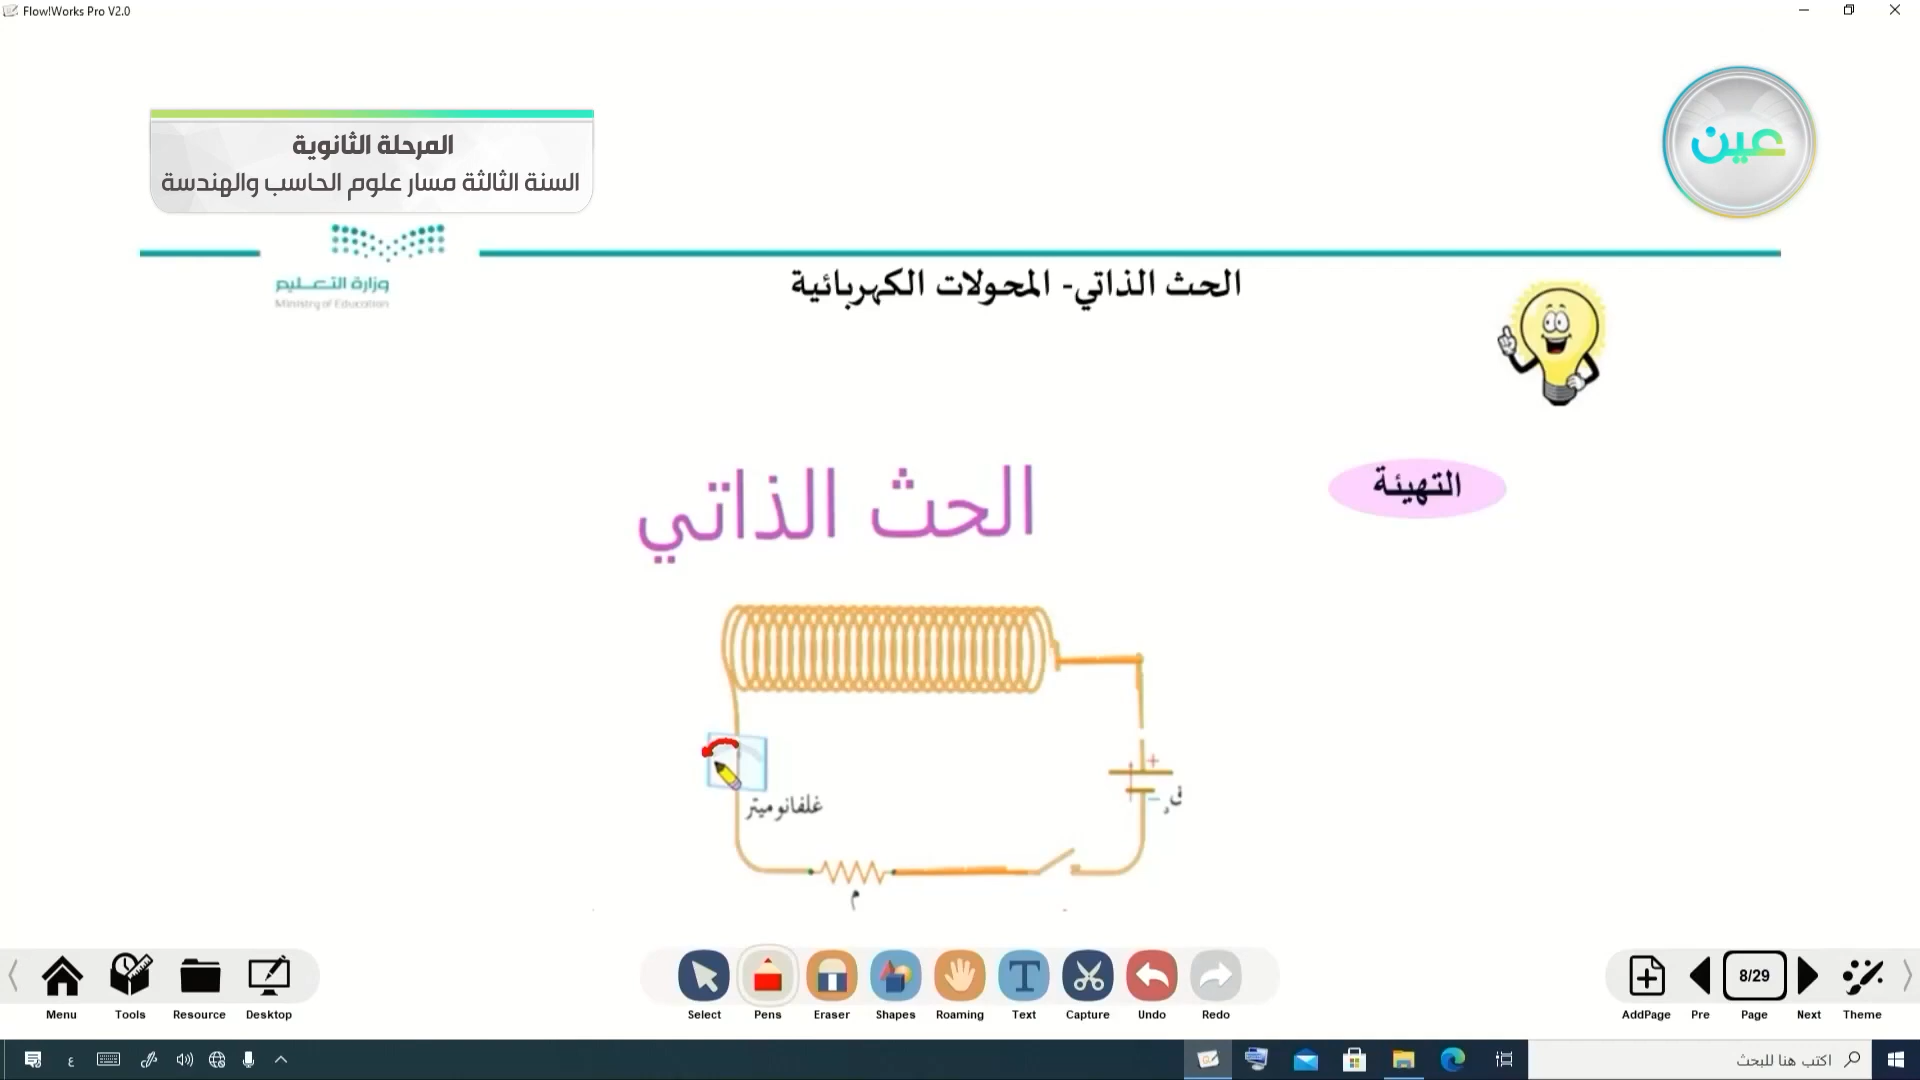 Flow!Works Pro V2.0
المرحلة الثانوية
السنة الثالثة مسار علوم الحاسب والهندسة
عين
وزارة التعـــليم
Ministry of Education
الحث الذاتي- المحولات الكهربائية
التهيئة
الحث الذاتي
+
−
قد
غلفانوميتر
م
Menu
Tools
Resource
Desktop
Select
Pens
Eraser
Shapes
Roaming
Text
Capture
Undo
Redo
AddPage
Pre
8/29
Page
Next
Theme
ع
اكتب هنا للبحث